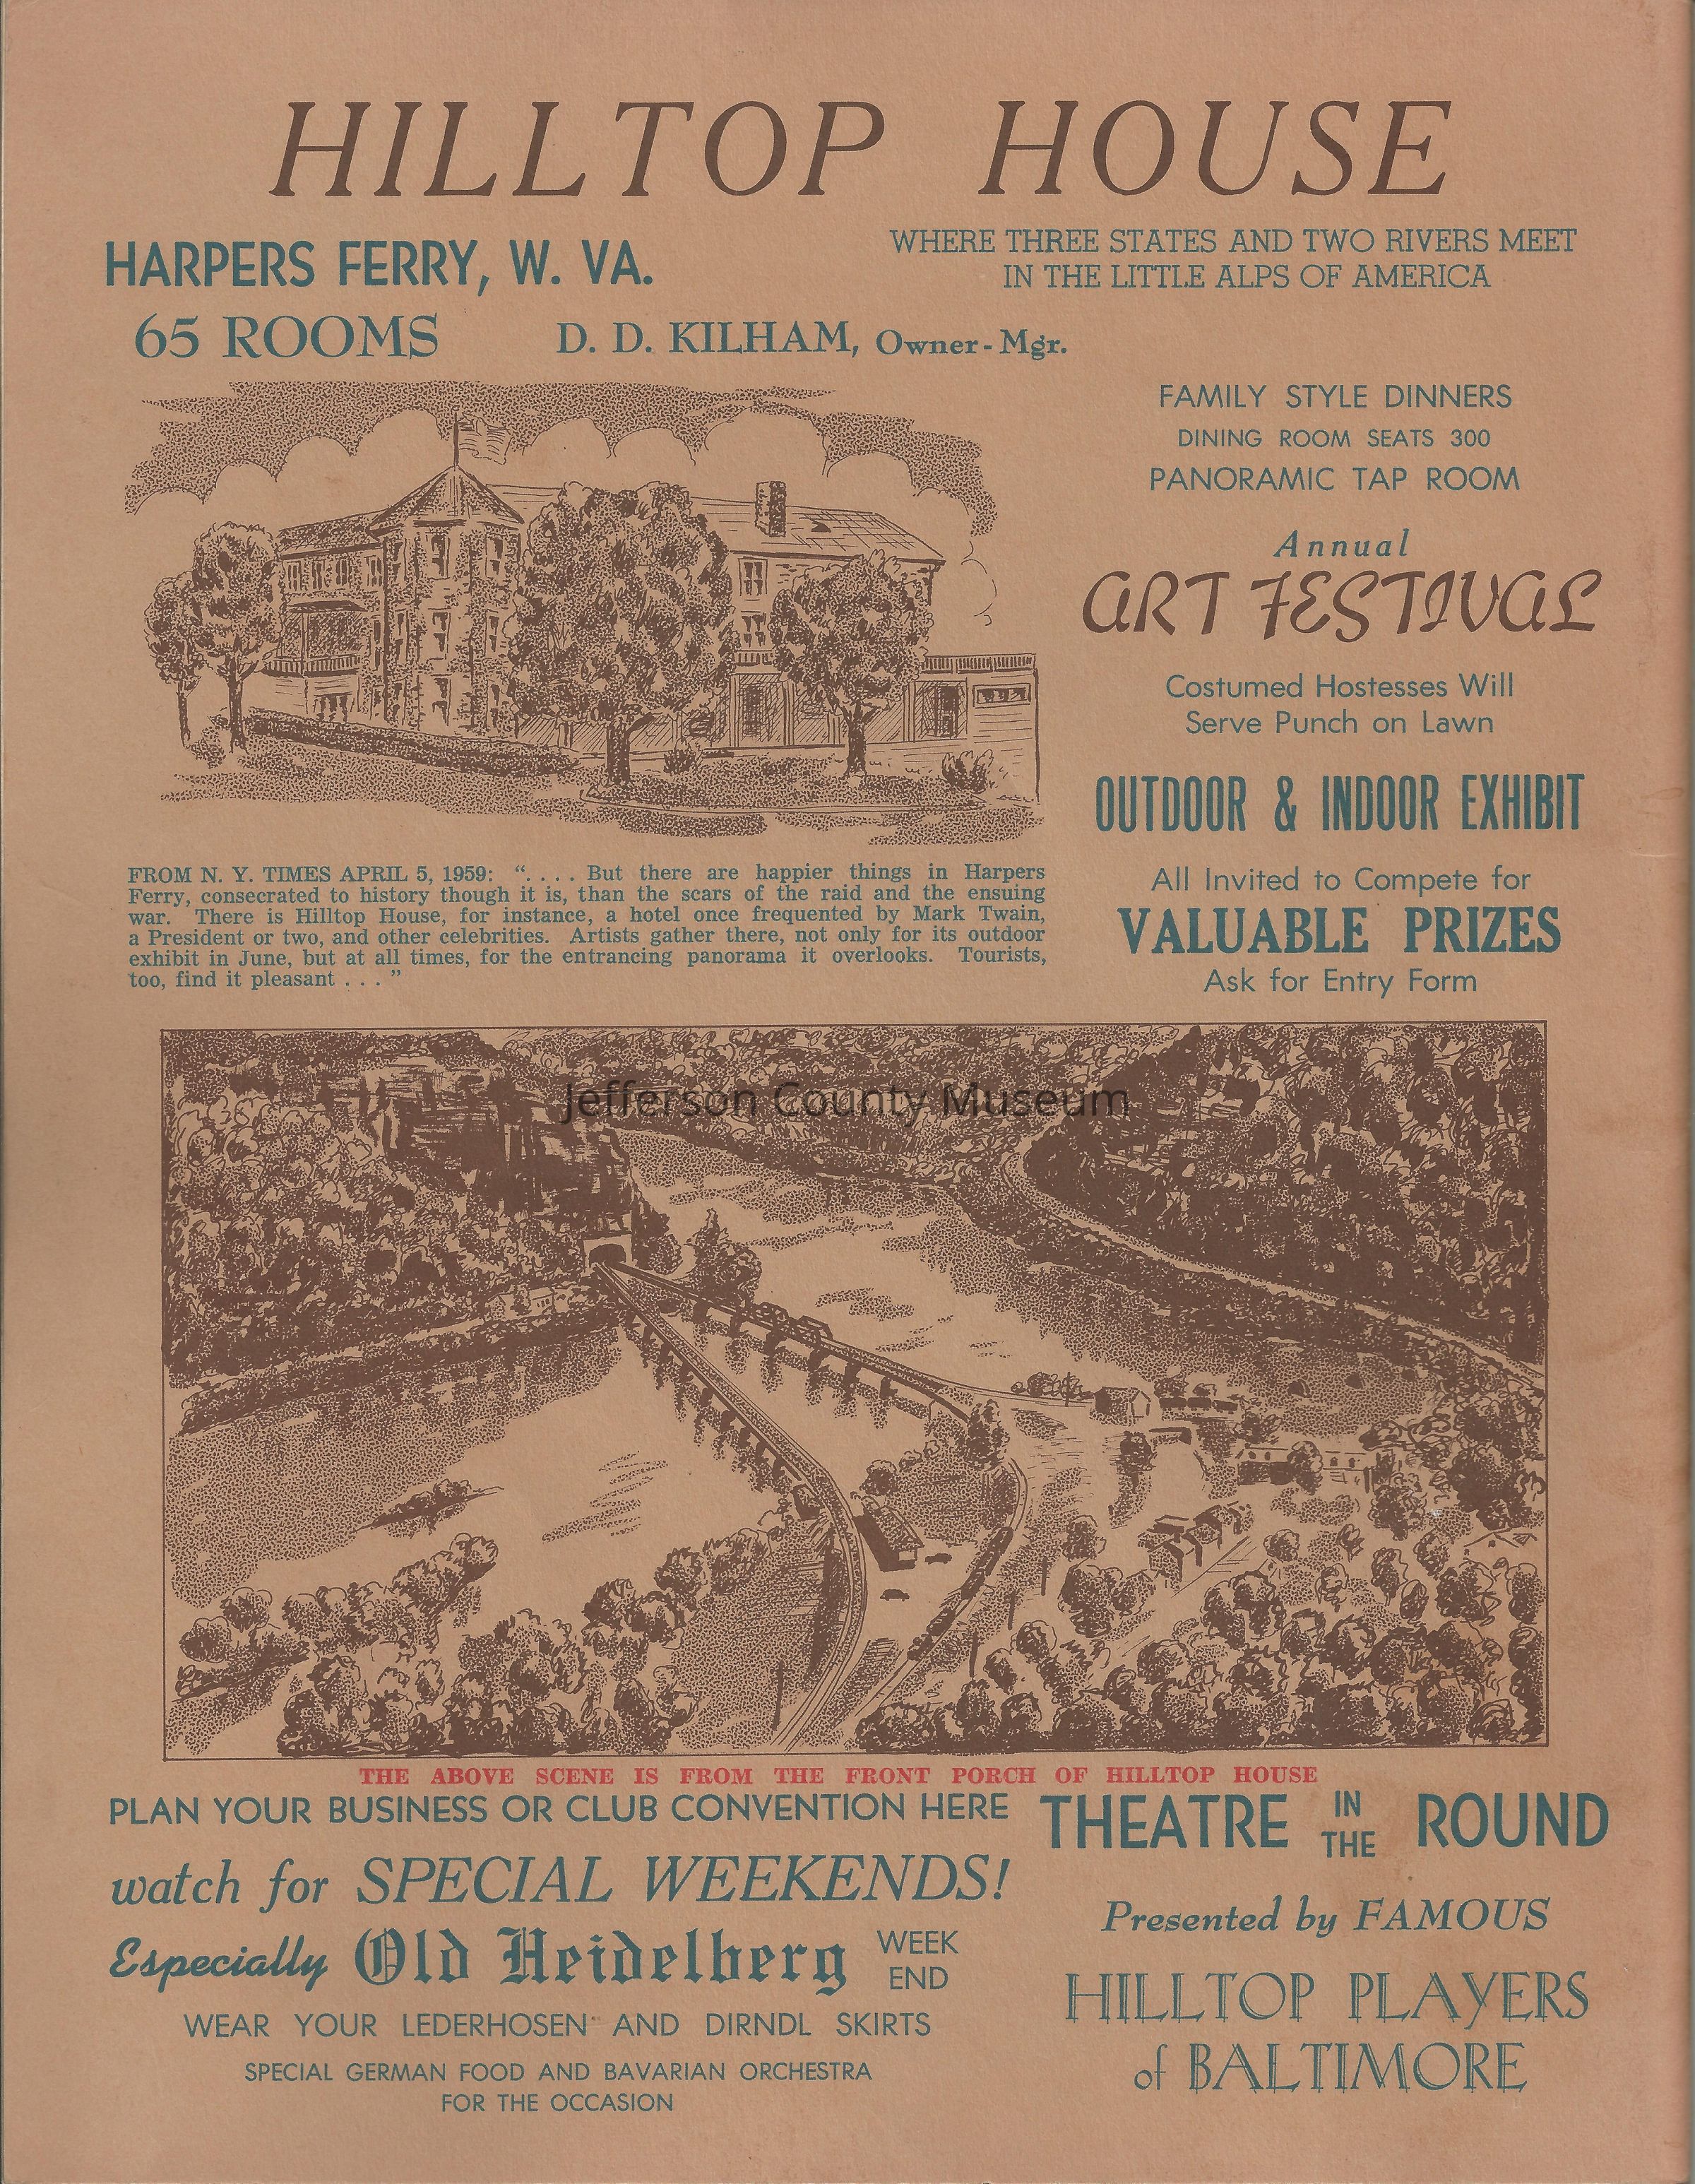 HILLTOP HOUSE
HARPERS FERRY, W. VA.
WHERE THREE STATES AND TWO RIVERS MEET
IN THE LITTLE ALPS OF AMERICA
65 ROOMS
D. D. KILHAM, Owner-Mgr.
FAMILY STYLE DINNERS
DINING ROOM SEATS 300
PANORAMIC TAP ROOM
Annual
ART FESTIVAL
Costumed Hostesses Will
Serve Punch on Lawn
OUTDOOR & INDOOR EXHIBIT
All Invited to Compete for
VALUABLE PRIZES
Ask for Entry Form
FROM N. Y. TIMES APRIL 5, 1959: ". . . . But there are happier things in Harpers
Ferry, consecrated to history though it is, than the scars of the raid and the ensuing
war. There is Hilltop House, for instance, a hotel once frequented by Mark Twain,
a President or two, and other celebrities. Artists gather there, not only for its outdoor
exhibit in June, but at all times, for the entrancing panorama it overlooks. Tourists,
too, find it pleasant . . . "
Jefferson County Museum
THE ABOVE SCENE IS FROM THE FRONT PORCH OF HILLTOP HOUSE
PLAN YOUR BUSINESS OR CLUB CONVENTION HERE
watch for SPECIAL WEEKENDS!
Especially Old Heidelberg WEEK
END
WEAR YOUR LEDERHOSEN AND DIRNDL SKIRTS
SPECIAL GERMAN FOOD AND BAVARIAN ORCHESTRA
FOR THE OCCASION
THEATRE IN THE ROUND
Presented by FAMOUS
HILLTOP PLAYERS
of BALTIMORE